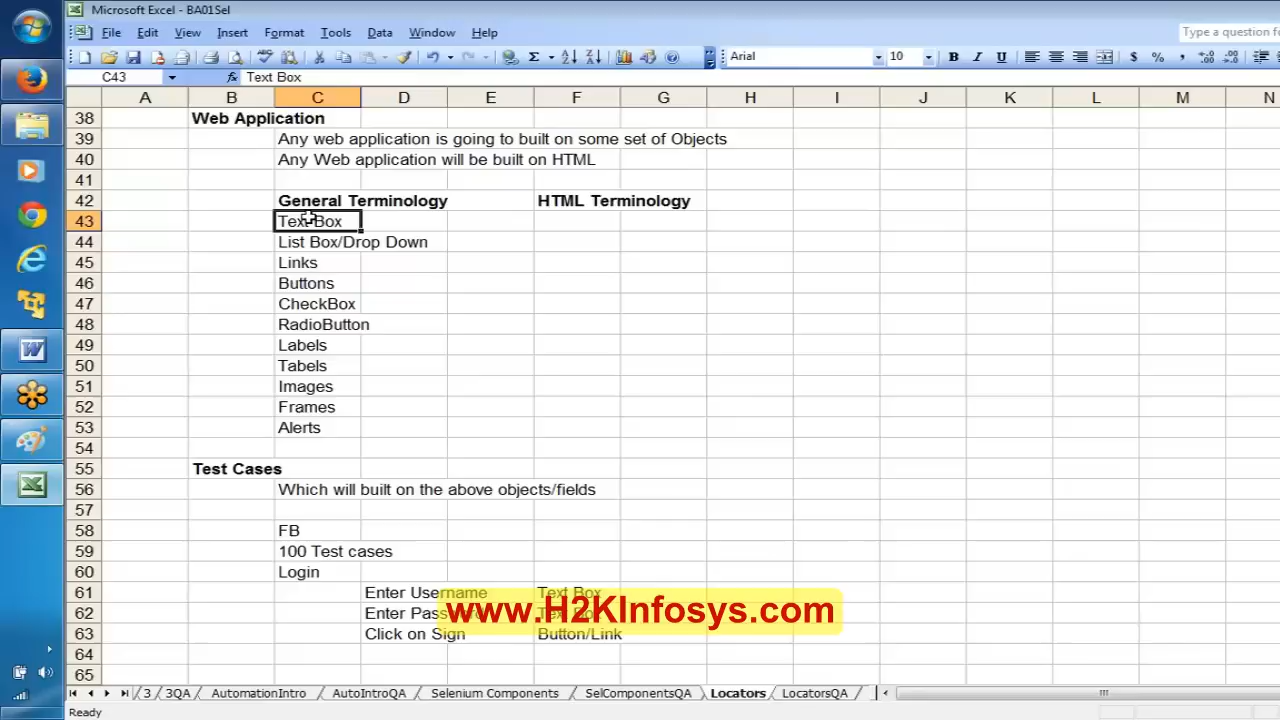 Microsoft Excel - BA01Sel
File Edit View Insert Format Tools Data Window Help Type a question
Arial 10 B I U $ % ,
C43 fx Text Box
A B C D E F G H I J K L M N
38 Web Application
39 Any web application is going to built on some set of Objects
40 Any Web application will be built on HTML
41
42 General Terminology HTML Terminology
43 Text Box
44 List Box/Drop Down
45 Links
46 Buttons
47 CheckBox
48 RadioButton
49 Labels
50 Tabels
51 Images
52 Frames
53 Alerts
54
55 Test Cases
56 Which will built on the above objects/fields
57
58 FB
59 100 Test cases
60 Login
61 Enter Username Text Box
62 Enter Text
63 Click on Sign Button/Link
www.H2KInfosys.com
64
65
3 3QA AutomationIntro AutoIntroQA Selenium Components SelComponentsQA Locators LocatorsQA
Ready